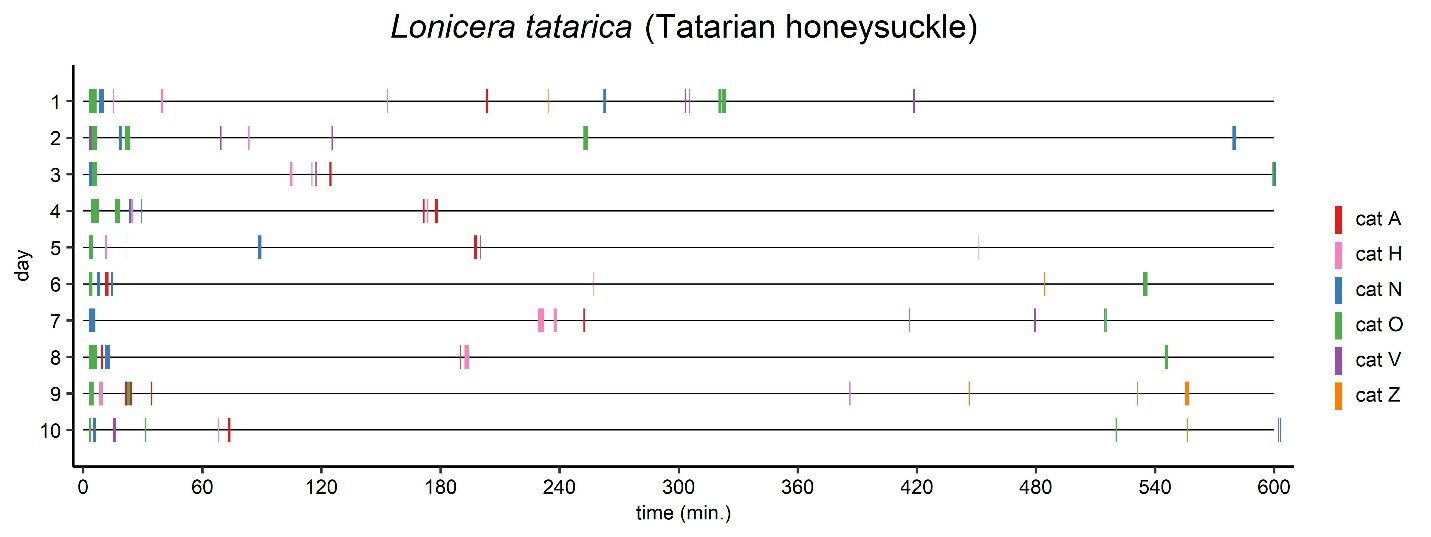 Lonicera tatarica (Tatarian honeysuckle)
1
2
3
4
5
6
7
8
9
10
day
0 60 120 180 240 300 360 420 480 540 600
time (min.)
cat A
cat H
cat N
cat O
cat V
cat Z